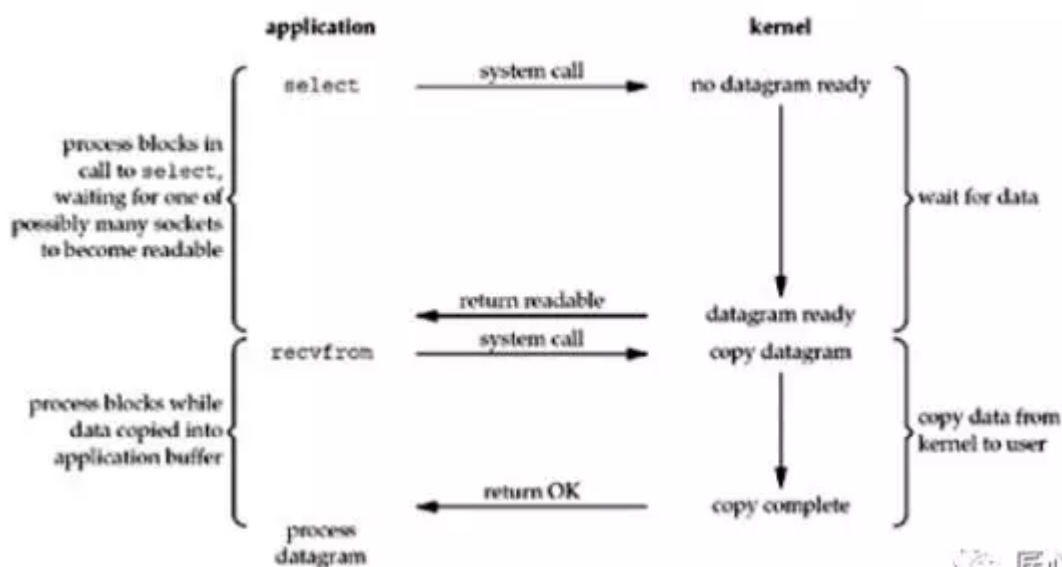 application kernel
select system call no datagram ready
process blocks in
call to select,
waiting for one of
possibly many sockets
to become readable
wait for data
return readable datagram ready
recvfrom system call copy datagram
process blocks while
data copied into
application buffer
copy data from
kernel to user
return OK copy complete
process
datagram